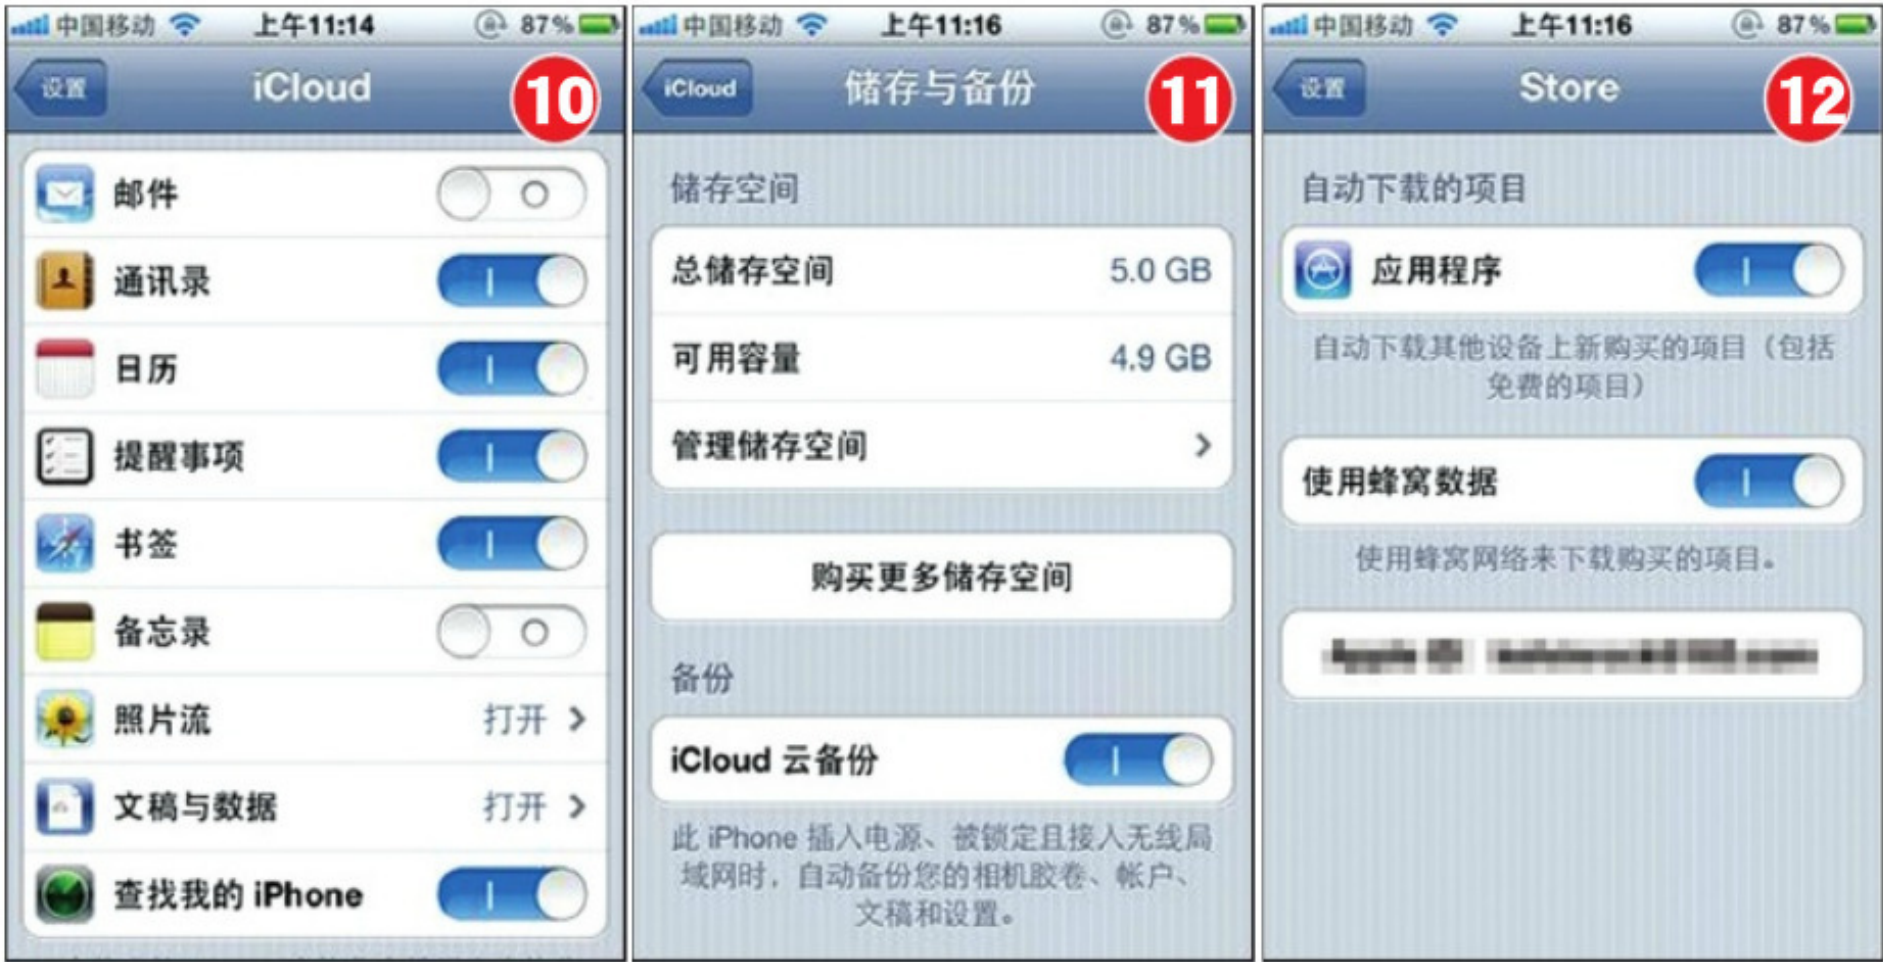 中国移动 上午11:14 87%
设置 iCloud 10
邮件
通讯录
日历
提醒事项
书签
备忘录
照片流 打开
文稿与数据 打开
查找我的 iPhone
中国移动 上午11:16 87%
iCloud 储存与备份 11
储存空间
总储存空间 5.0 GB
可用容量 4.9 GB
管理储存空间
购买更多储存空间
备份
iCloud 云备份
此 iPhone 插入电源、被锁定且接入无线局
域网时，自动备份您的相机胶卷、帐户、
文稿和设置。
中国移动 上午11:16 87%
设置 Store 12
自动下载的项目
应用程序
自动下载其他设备上新购买的项目（包括
免费的项目）
使用蜂窝数据
使用蜂窝网络来下载购买的项目。